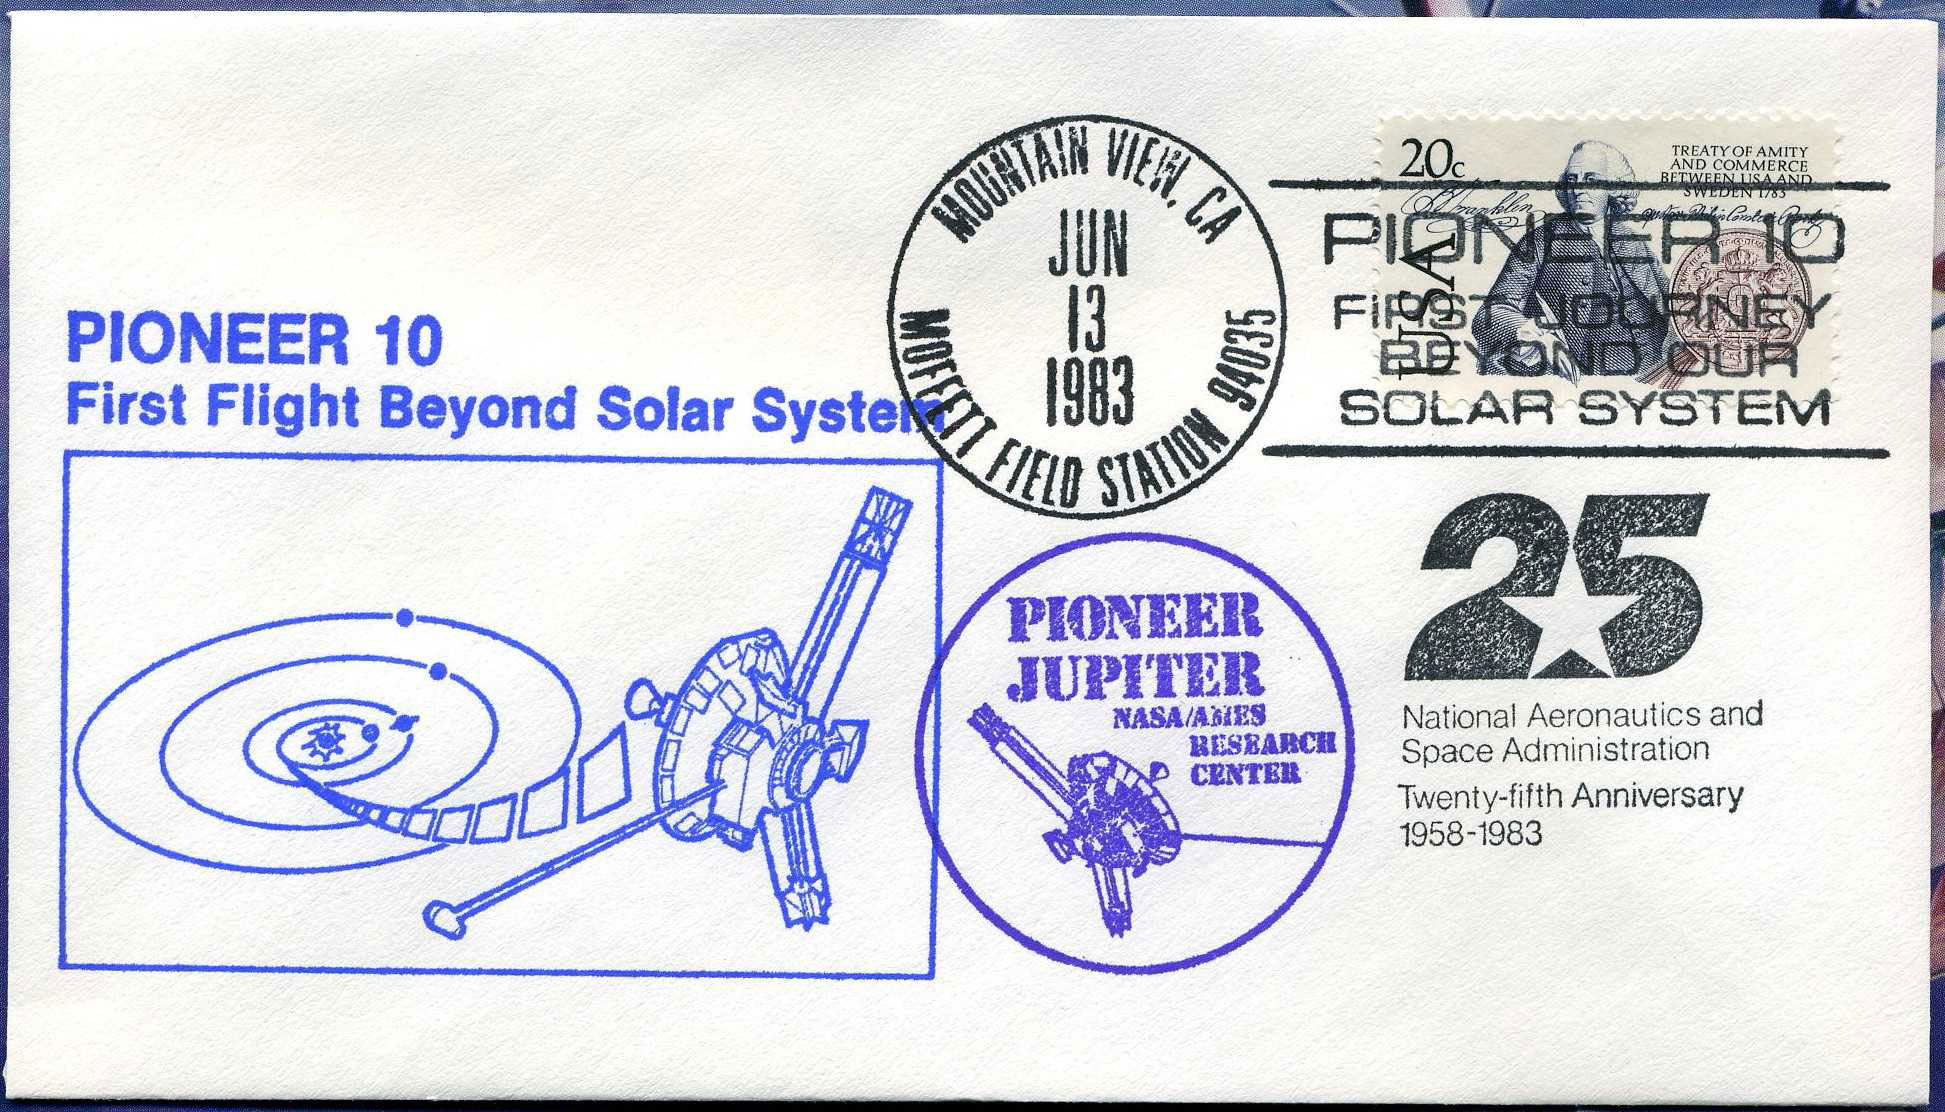 PIONEER 10
First Flight Beyond Solar System
MOUNTAIN VIEW, CA
JUN
13
1983
MOFFETT FIELD STATION 94035
20c
TREATY OF AMITY
AND COMMERCE
BETWEEN USA AND
SWEDEN 1783
B Franklin
USA
PIONEER 10
FIRST JOURNEY
BEYOND OUR
SOLAR SYSTEM
PIONEER
JUPITER
NASA/AMES
RESEARCH
CENTER
25
National Aeronautics and
Space Administration
Twenty-fifth Anniversary
1958-1983